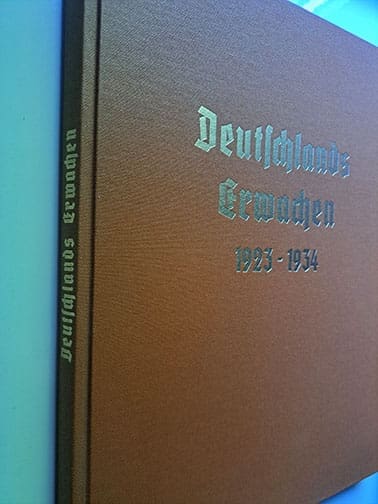 Deutſchlands
Erwachen
1923 - 1934
Deutſchlands Erwachen